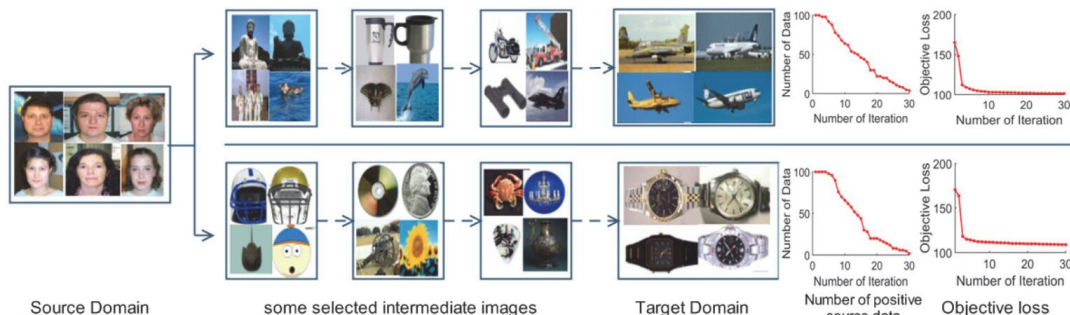 Number of Data
100
50
0
10
20
30
Number of Iteration
Objective Loss
200
150
100
10
20
30
Number of Iteration
Number of Data
100
50
0
10
20
30
Number of Iteration
Objective Loss
200
150
100
0
10
20
30
Number of Iteration
Source Domain
some selected intermediate images
Target Domain
Number of positive
source data
Objective loss